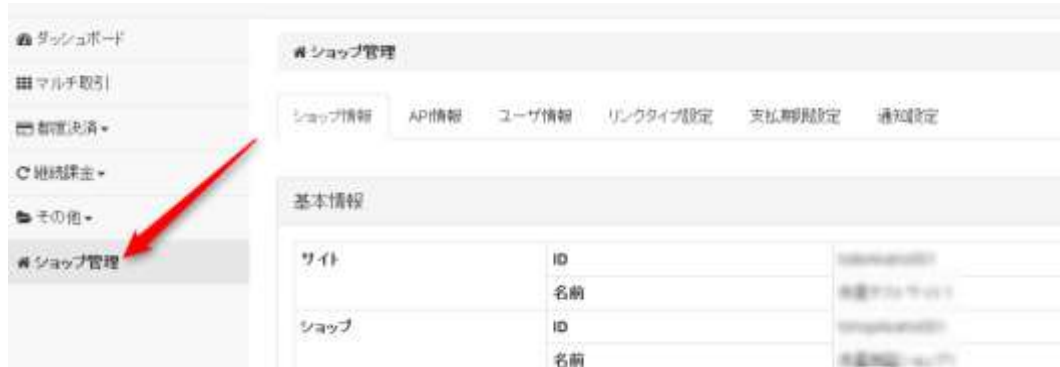 ダッシュボード
マルチ取引
都度決済
継続課金
その他
ショップ管理
ショップ管理
ショップ情報 API情報 ユーザ情報 リンクタイプ設定 支払期限設定 通知設定
基本情報
サイト ID
名前
ショップ ID
名前